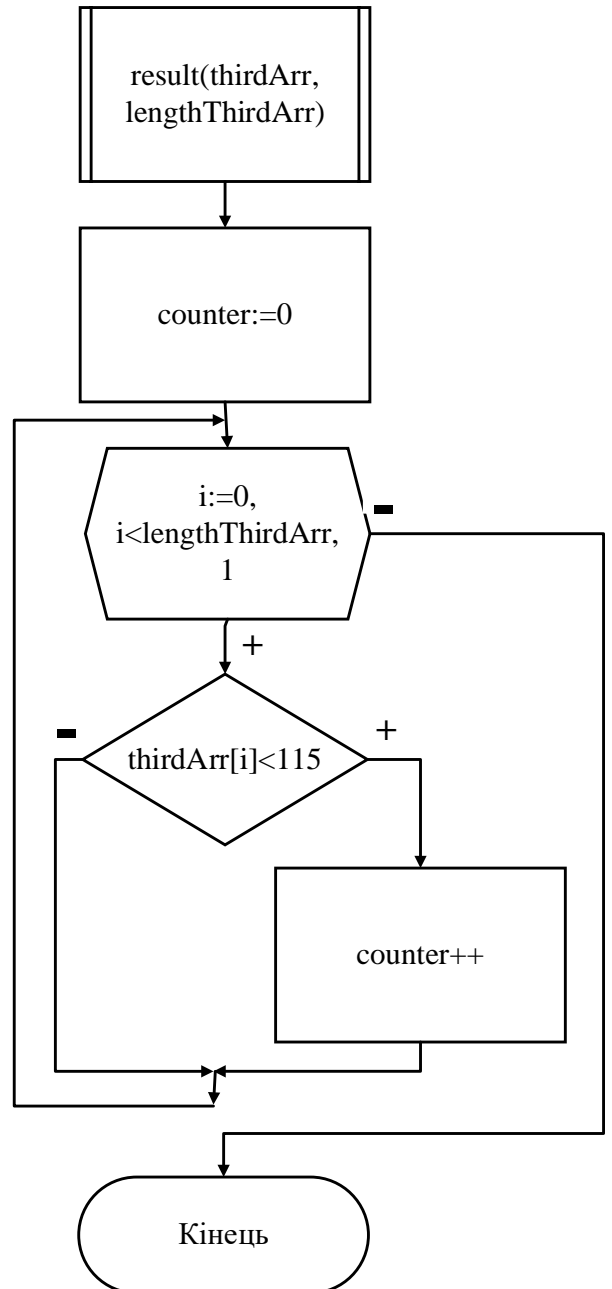 result(thirdArr,
lengthThirdArr)
counter:=0
i:=0,
i<lengthThirdArr,
1
-
+
-
+
thirdArr[i]<115
counter++
Кінець